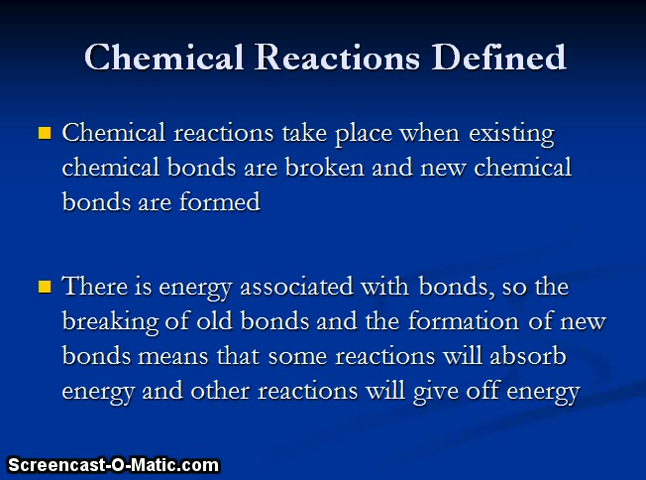 Chemical Reactions Defined
Chemical reactions take place when existing
chemical bonds are broken and new chemical
bonds are formed
There is energy associated with bonds, so the
breaking of old bonds and the formation of new
bonds means that some reactions will absorb
energy and other reactions will give off energy
Screencast-O-Matic.com